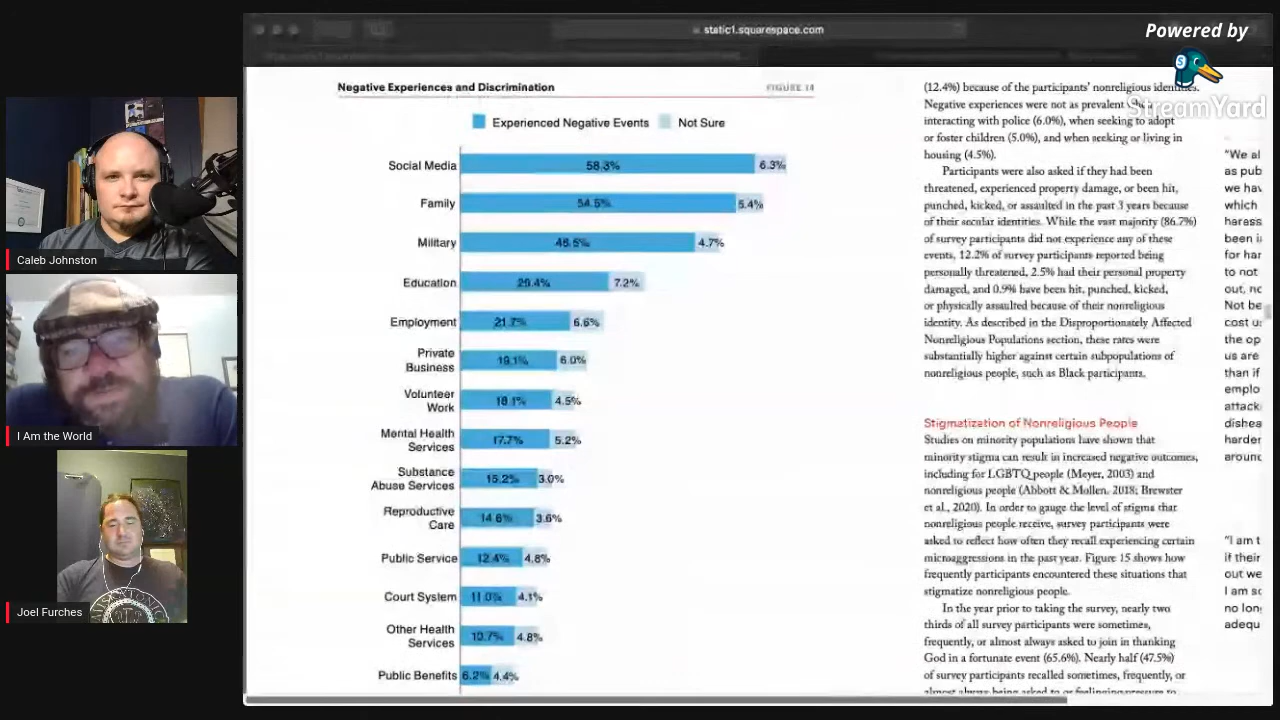 static1.squarespace.com
Powered by
StreamYard
Negative Experiences and Discrimination
FIGURE 14
Experienced Negative Events Not Sure
Social Media 58.3% 6.3%
Family 54.5% 5.4%
Military 4.7%
Education 29.4% 7.2%
Employment 21.7% 6.6%
Private
Business 19.1% 6.0%
Volunteer
Work 18.1% 4.5%
Mental Health
Services 17.7% 5.2%
Substance
Abuse Services 15.2% 3.0%
Reproductive
Care 14.6% 3.6%
Public Service 12.4% 4.8%
Court System 11.0% 4.1%
Other Health
Services 10.7% 4.8%
Public Benefits 6.2% 4.4%
(12.4%) because of the participants' nonreligious identities.
Negative experiences were not as prevalent when
interacting with police (6.0%), when seeking to adopt
or foster children (5.0%), and when seeking or living in
housing (4.5%).
Participants were also asked if they had been
threatened, experienced property damage, or been hit,
punched, kicked, or assaulted in the past 3 years because
of their secular identities. While the vast majority (86.7%)
of survey participants did not experience any of these
events, 12.2% of survey participants reported being
personally threatened, 2.5% had their personal property
damaged, and 0.9% have been hit, punched, kicked,
or physically assaulted because of their nonreligious
identity. As described in the Disproportionately Affected
Nonreligious Populations section, these rates were
substantially higher against certain subpopulations of
nonreligious people, such as Black participants.
Stigmatization of Nonreligious People
Studies on minority populations have shown that
minority stigma can result in increased negative outcomes,
including for LGBTQ people (Meyer, 2003) and
nonreligious people (Abbott & Mollen, 2018; Brewster
et al., 2020). In order to gauge the level of stigma that
nonreligious people receive, survey participants were
asked to reflect how often they recall experiencing certain
microaggressions in the past year. Figure 15 shows how
frequently participants encountered these situations that
stigmatize nonreligious people.
In the year prior to taking the survey, nearly two
thirds of all survey participants were sometimes,
frequently, or almost always asked to join in thanking
God in a fortunate event (65.6%). Nearly half (47.5%)
of survey participants recalled sometimes, frequently, or
almost always being asked to or feeling pressure to
"We al
as pub
we hav
which
harass
been i
for har
to not
out, no
Not be
cost u
the op
us are
than if
emplo
attack
dishea
harder
around
"I am t
if their
out we
I am so
no long
adequ
Caleb Johnston
I Am the World
Joel Furches